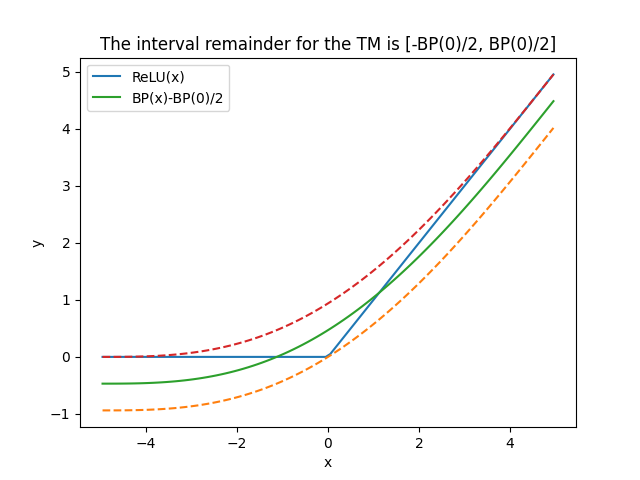 The interval remainder for the TM is [-BP(0)/2, BP(0)/2]
ReLU(x)
BP(x)-BP(0)/2
5
4
3
2
1
0
−1
y
−4
−2
0
2
4
x